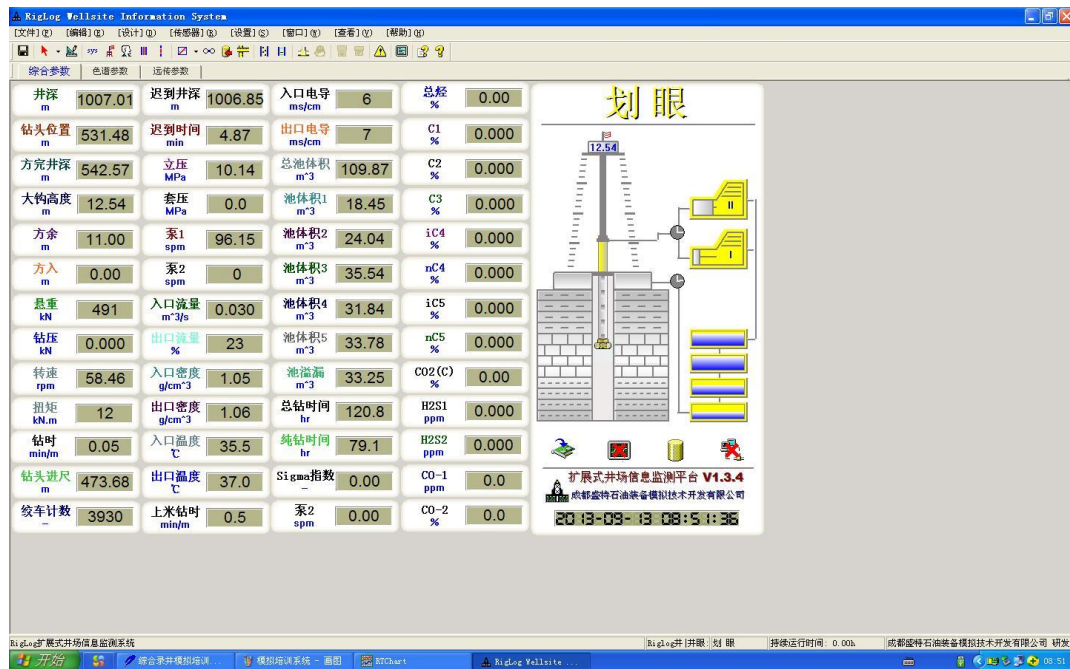 RigLog Wellsite Information System
[文件](F) [编辑](E) [设计](D) [传感器](R) [设置](S) [窗口](W) [查看](V) [帮助](H)
综合参数 色谱参数 远传参数
井深 m 1007.01 迟到井深 m 1006.85 入口电导 ms/cm 6 总烃 % 0.00
划眼
钻头位置 m 531.48 迟到时间 min 4.87 出口电导 ms/cm 7 C1 % 0.000
12.54
方完井深 m 542.57 立压 MPa 10.14 总池体积 m^3 109.87 C2 % 0.000
大钩高度 m 12.54 套压 MPa 0.0 池体积1 m^3 18.45 C3 % 0.000
II
方余 m 11.00 泵1 spm 96.15 池体积2 m^3 24.04 iC4 % 0.000
I
方入 m 0.00 泵2 spm 0 池体积3 m^3 35.54 nC4 % 0.000
悬重 kN 491 入口流量 m^3/s 0.030 池体积4 m^3 31.84 iC5 % 0.000
钻压 kN 0.000 出口流量 % 23 池体积5 m^3 33.78 nC5 % 0.000
转速 rpm 58.46 入口密度 g/cm^3 1.05 池溢漏 m^3 33.25 CO2(C) % 0.00
扭矩 kN.m 12 出口密度 g/cm^3 1.06 总钻时间 hr 120.8 H2S1 ppm 0.000
钻时 min/m 0.05 入口温度 ℃ 35.5 纯钻时间 hr 79.1 H2S2 ppm 0.000
钻头进尺 m 473.68 出口温度 ℃ 37.0 Sigma指数 - 0.00 CO-1 ppm 0.0
扩展式井场信息监测平台 V1.3.4
成都盛特石油装备模拟技术开发有限公司
绞车计数 - 3930 上米钻时 min/m 0.5 泵2 spm 0.00 CO-2 % 0.0
2013-09-13 08:51:36
RigLog扩展式井场信息监测系统 Riglog井|井眼:划 眼 持续运行时间: 0.00h 成都盛特石油装备模拟技术开发有限公司 研发
开始 综合录井模拟培训... 模拟培训系统 - 画图 RTChart RigLog Wellsite ... 08:51